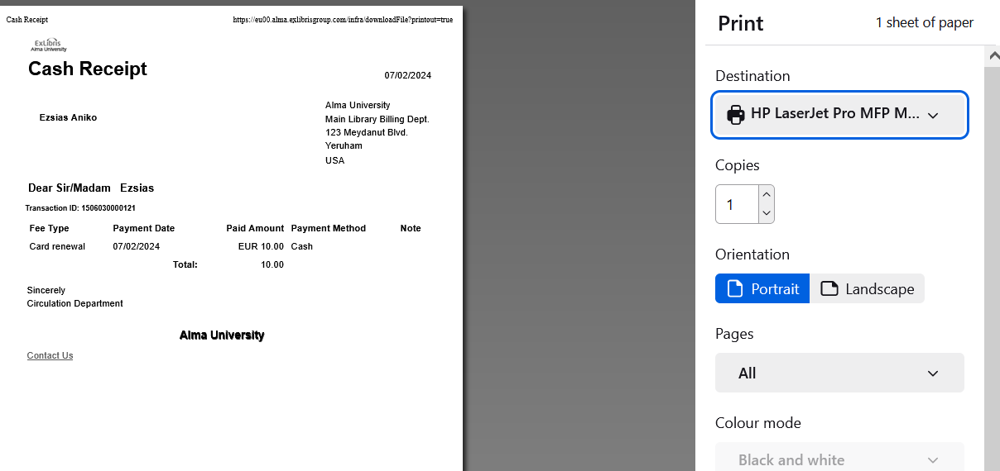 Cash Receipt https://eu00.alma.exlibrisgroup.com/infra/downloadFile?printout=true
ExLibris
Alma University
Cash Receipt
07/02/2024
Ezsias Aniko
Alma University
Main Library Billing Dept.
123 Meydanut Blvd.
Yeruham
USA
Dear Sir/Madam Ezsias
Transaction ID: 1506030000121
Fee Type Payment Date Paid Amount Payment Method Note
Card renewal 07/02/2024 EUR 10.00 Cash
Total: 10.00
Sincerely
Circulation Department
Alma University
Contact Us
Print 1 sheet of paper
Destination
HP LaserJet Pro MFP M...
Copies
1
Orientation
Portrait Landscape
Pages
All
Colour mode
Black and white